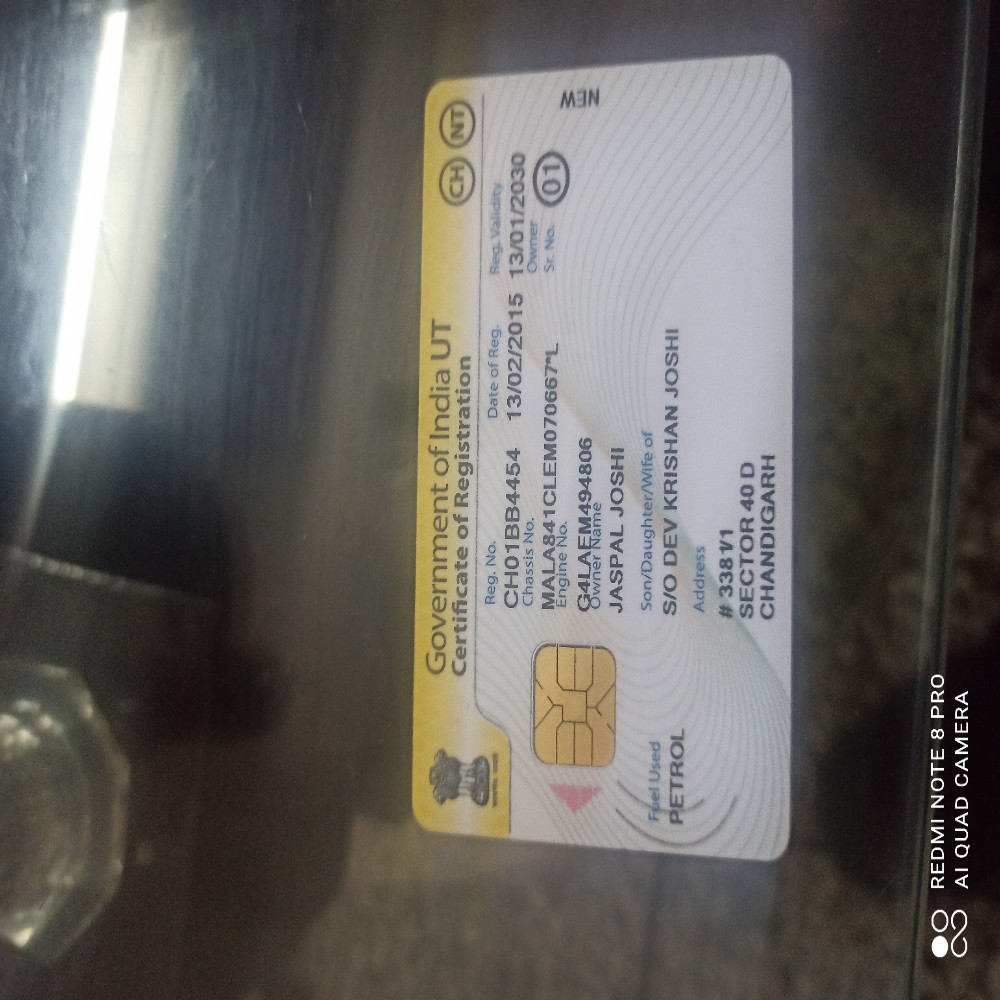 Government of India UT
Certificate of Registration
CH NT
Reg. No. Date of Reg. Reg. Validity
CH01BB4454 13/02/2015 13/01/2030
Chassis No. Owner
MALA841CLEM070667*L Sr. No. 01
Engine No.
G4LAEM494806
Owner Name
JASPAL JOSHI
Son/Daughter/Wife of
S/O DEV KRISHAN JOSHI
Address
# 3381/1
SECTOR 40 D
CHANDIGARH
Fuel Used
PETROL
NEW
REDMI NOTE 8 PRO
AI QUAD CAMERA